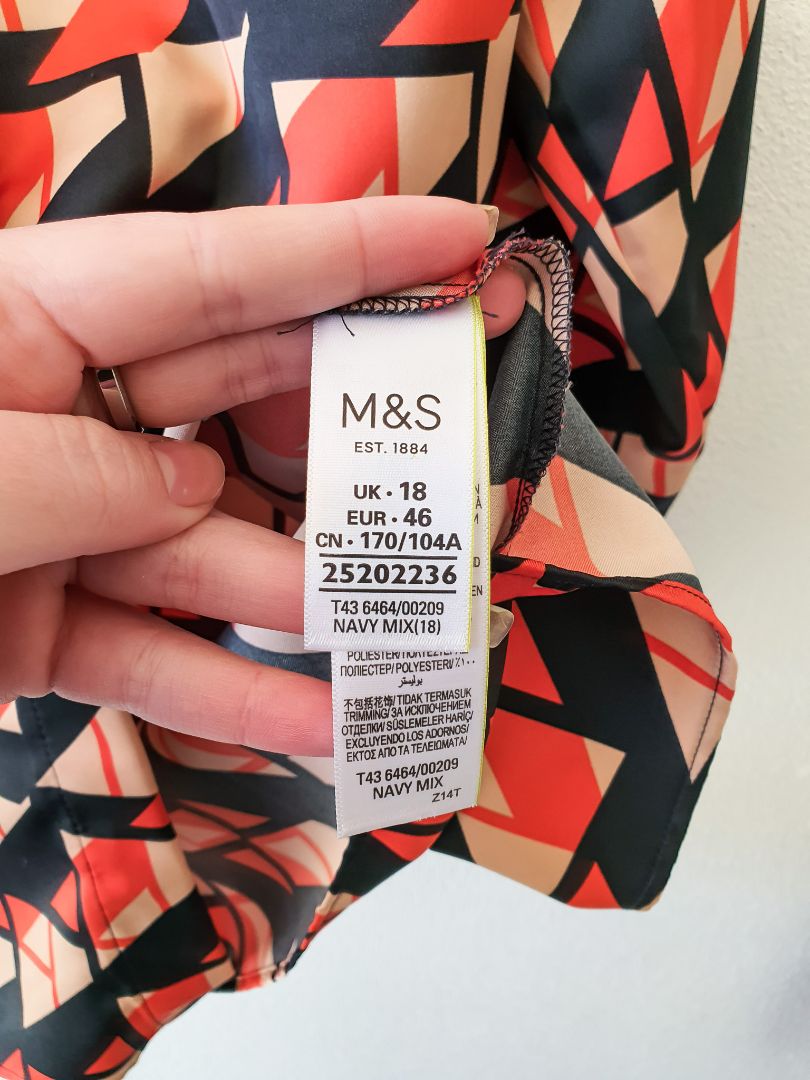 M&S
EST. 1884
UK • 18
EUR • 46
CN • 170/104A
25202236
T43 6464/00209
NAVY MIX(18)
ПОЛІЕСТЕР/POLYESTERI/٪١٠٠
بوليستر
不包括花饰/TIDAK TERMASUK
TRIMMING/ЗА ИСКЛЮЧЕНИЕМ
ОТДЕЛКИ/SÜSLEMELER HARİÇ/
EXCLUYENDO LOS ADORNOS/
ΕΚΤΟΣ ΑΠΟ ΤΑ ΤΕΛΕΙΩΜΑΤΑ/
T43 6464/00209
NAVY MIX
Z14T